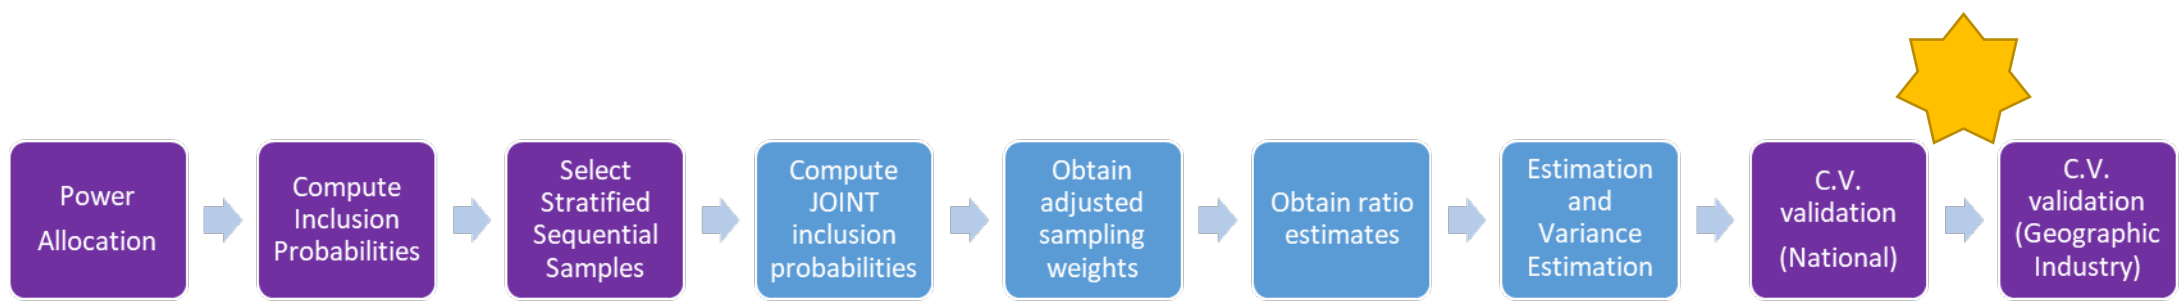 Power
Allocation
Compute
Inclusion
Probabilities
Select
Stratified
Sequential
Samples
Compute
JOINT
inclusion
probabilities
Obtain
adjusted
sampling
weights
Obtain ratio
estimates
Estimation
and
Variance
Estimation
C.V.
validation
(National)
C.V.
validation
(Geographic
Industry)